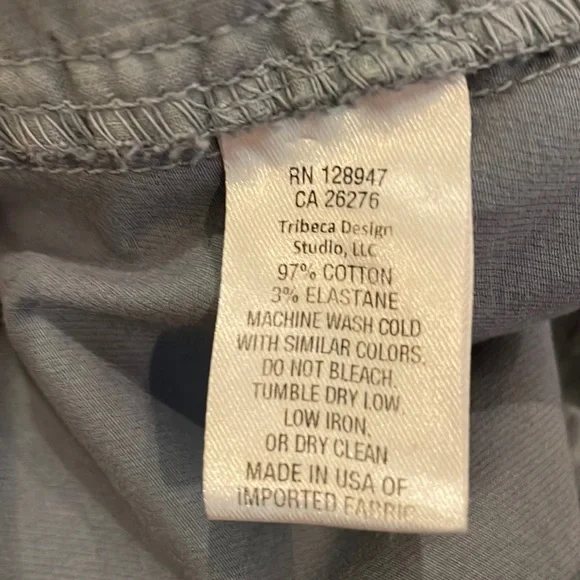 RN 128947
CA 26276
Tribeca Design
Studio, LLC
97% COTTON
3% ELASTANE
MACHINE WASH COLD
WITH SIMILAR COLORS.
DO NOT BLEACH.
TUMBLE DRY LOW.
LOW IRON,
OR DRY CLEAN
MADE IN USA OF
IMPORTED FABRIC